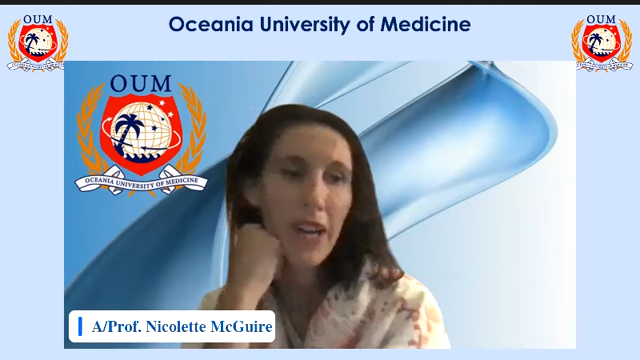 OUM
Oceania University of Medicine
OUM
OUM
OCEANIA UNIVERSITY OF MEDICINE
A/Prof. Nicolette McGuire